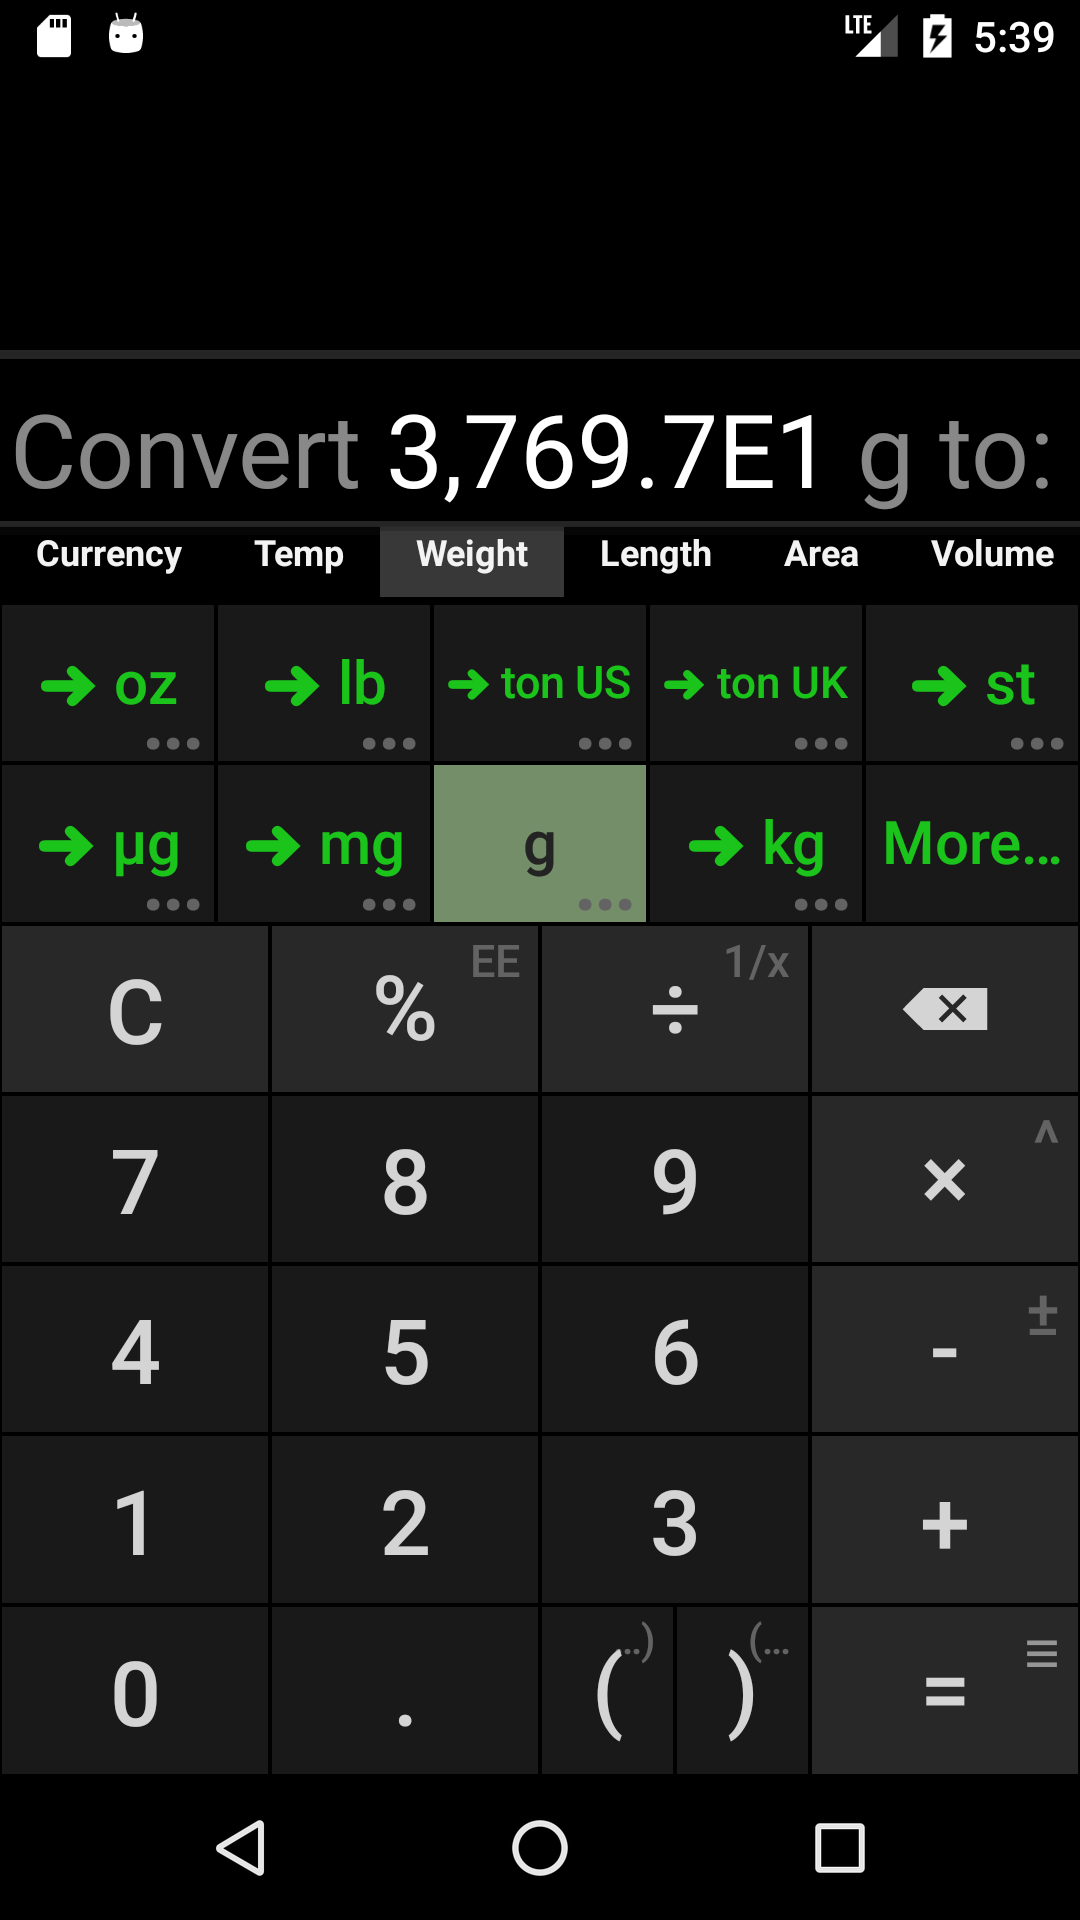 LTE 5:39
Convert 3,769.7E1 g to:
Currency Temp Weight Length Area Volume
➔ oz ➔ lb ➔ ton US ➔ ton UK ➔ st
➔ µg ➔ mg g ➔ kg More...
C % EE ÷ 1/x
7 8 9 × ^
4 5 6 - ±
1 2 3 +
0 . ( ..) ) (... =